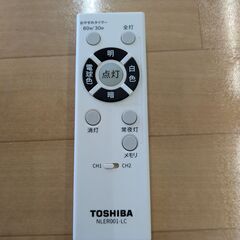 おやすみタイマー
60分 30分
全灯
明
電球色
点灯
白色
暗
消灯
常夜灯
メモリ
CH1
CH2
TOSHIBA
NLER001-LC